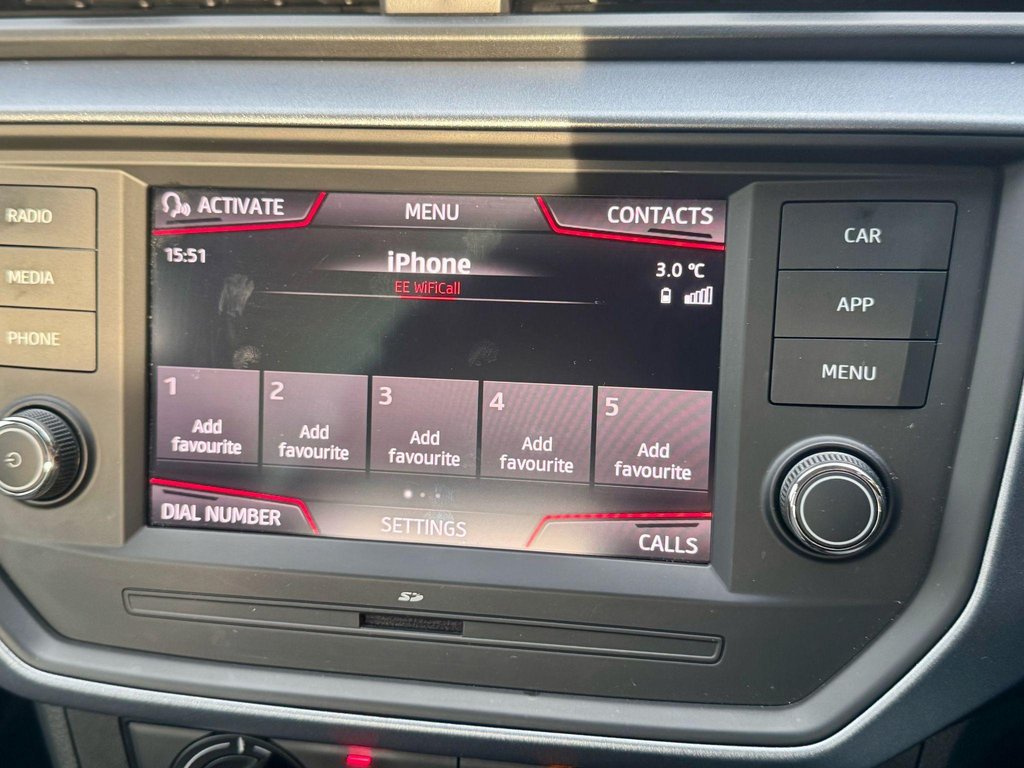 RADIO
MEDIA
PHONE
ACTIVATE MENU CONTACTS
15:51
iPhone
EE WiFiCall
3.0 °C
1 2 3 4 5
Add favourite
Add favourite
Add favourite
Add favourite
Add favourite
DIAL NUMBER SETTINGS CALLS
CAR
APP
MENU
SD